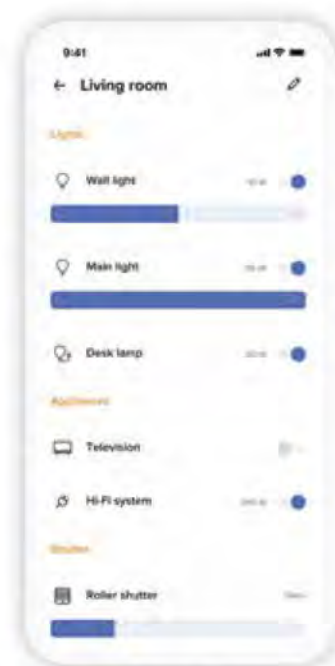 9:41
Living room
Lights
Wall light
Main light
Desk lamp
Appliances
Television
Hi-Fi system
Shutter
Roller shutter